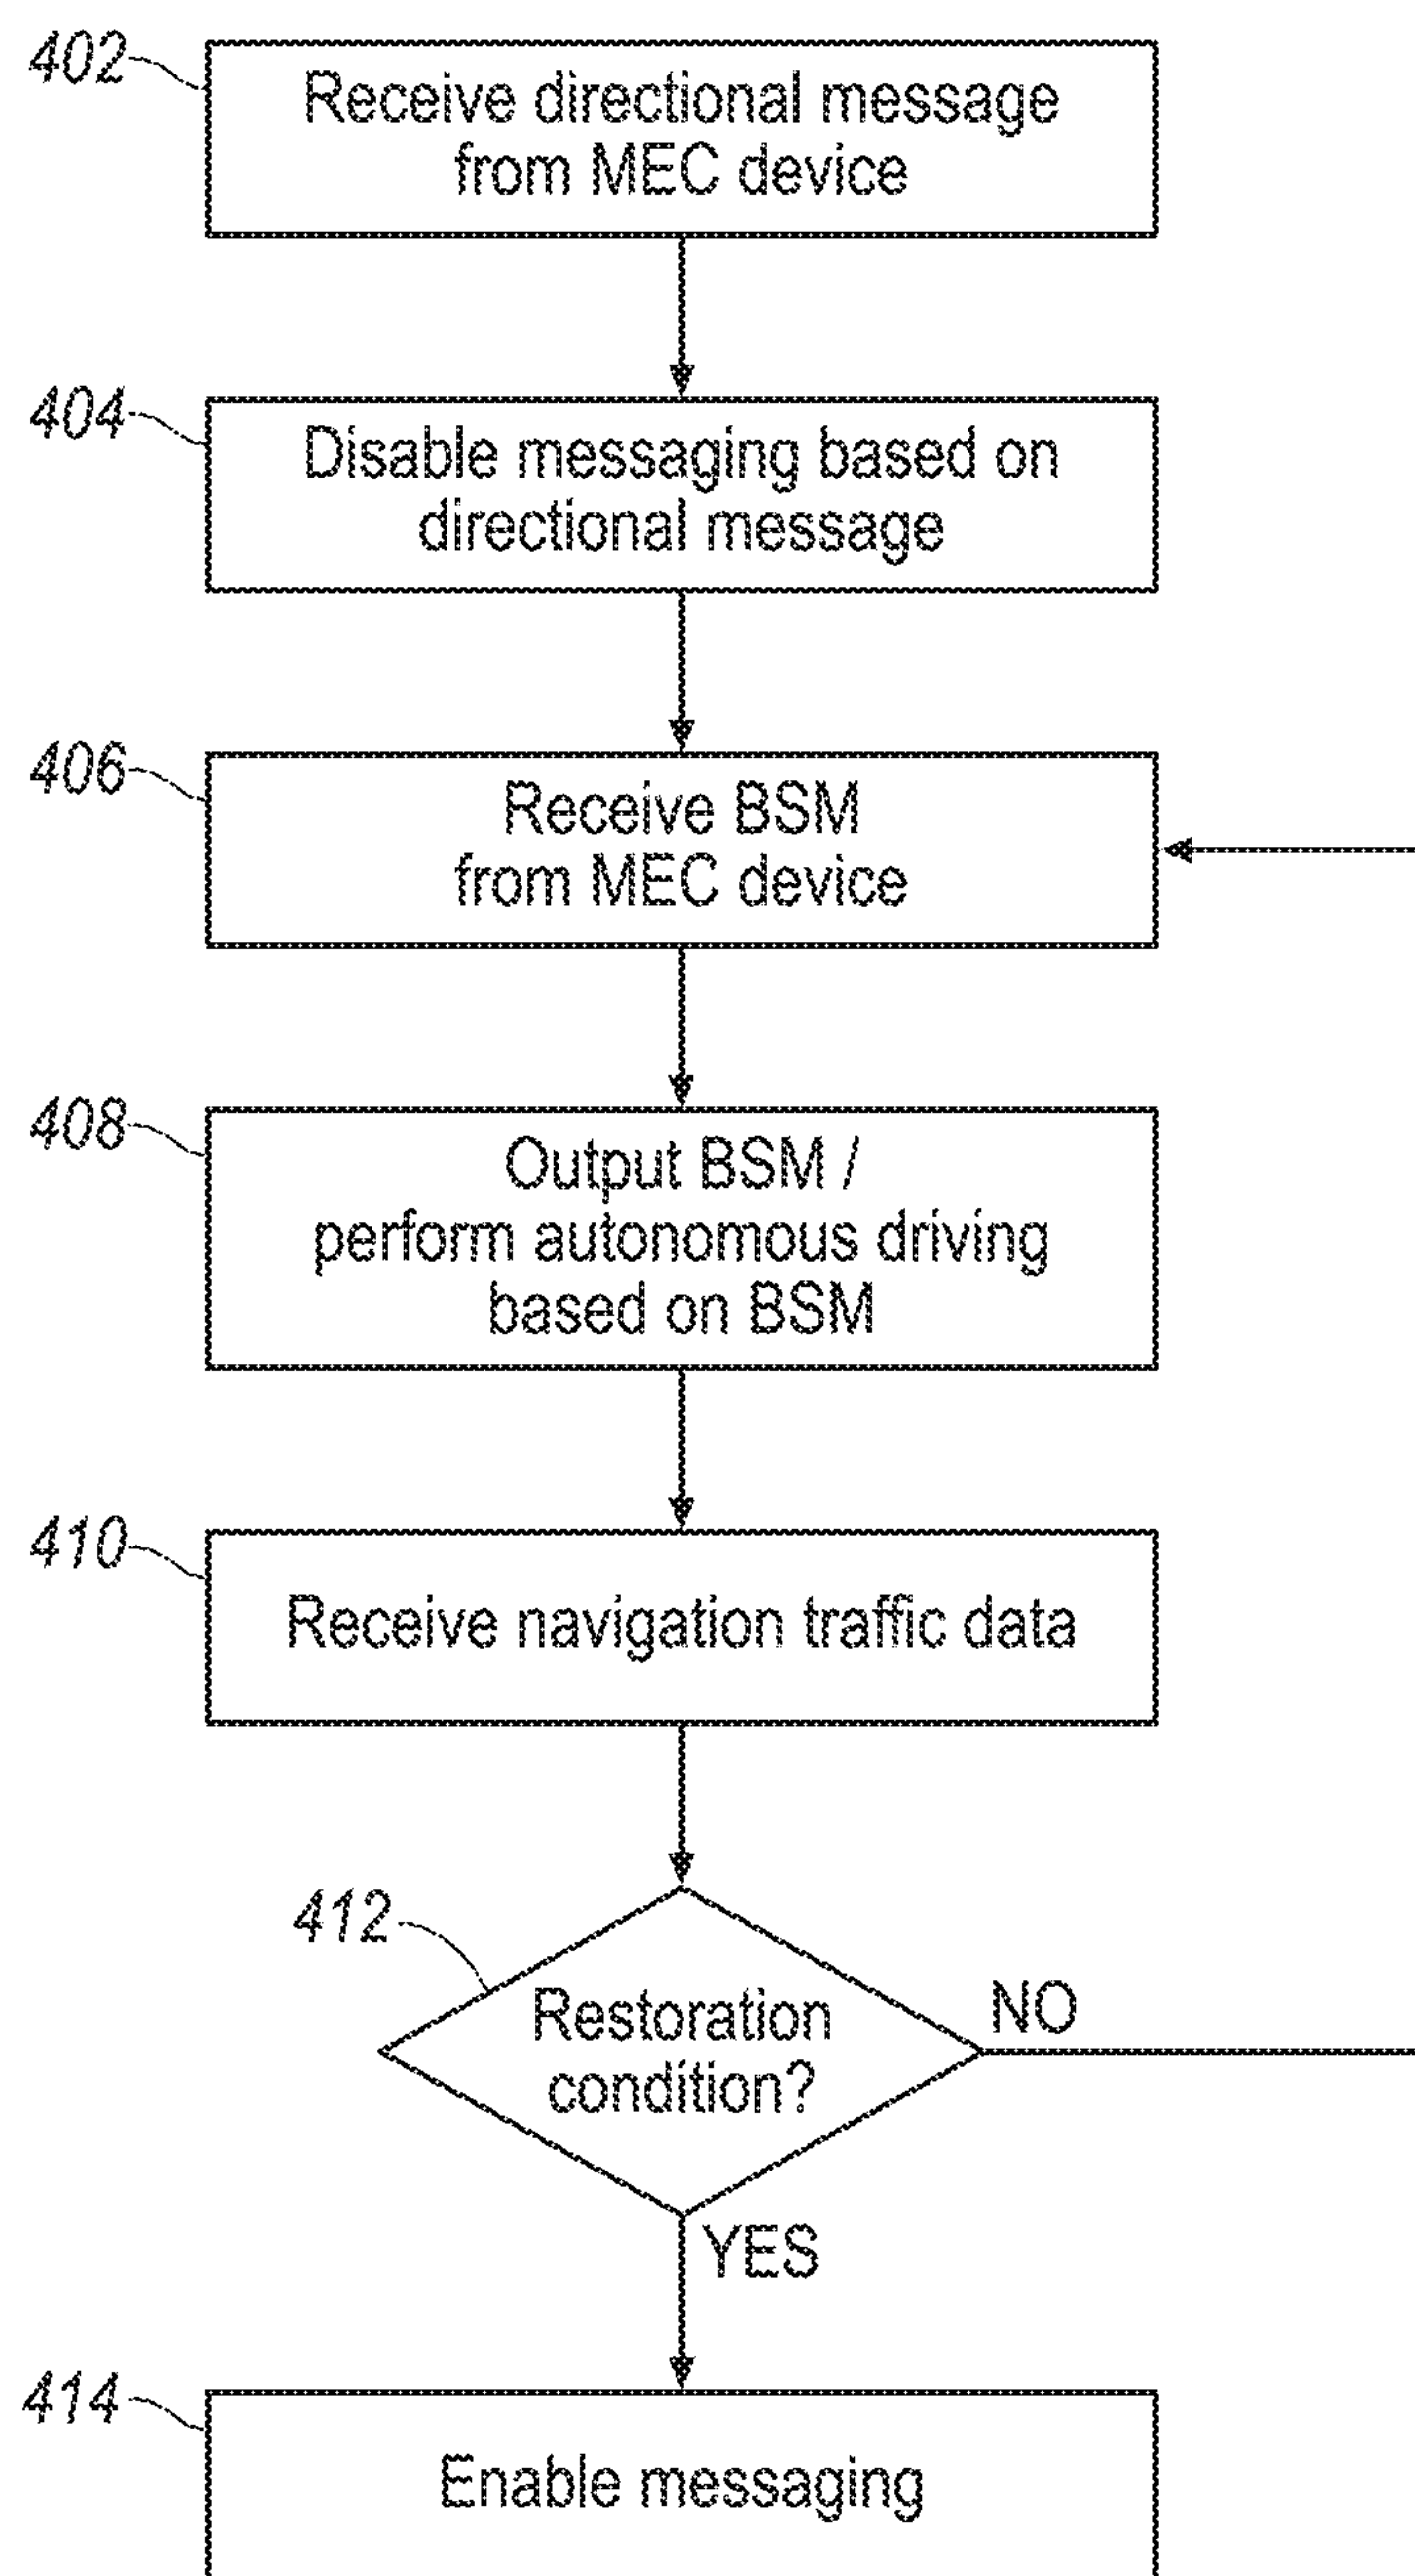 402
Receive directional message
from MEC device
404
Disable messaging based on
directional message
406
Receive BSM
from MEC device
408
Output BSM /
perform autonomous driving
based on BSM
410
Receive navigation traffic data
412
Restoration
condition?
NO
YES
414
Enable messaging